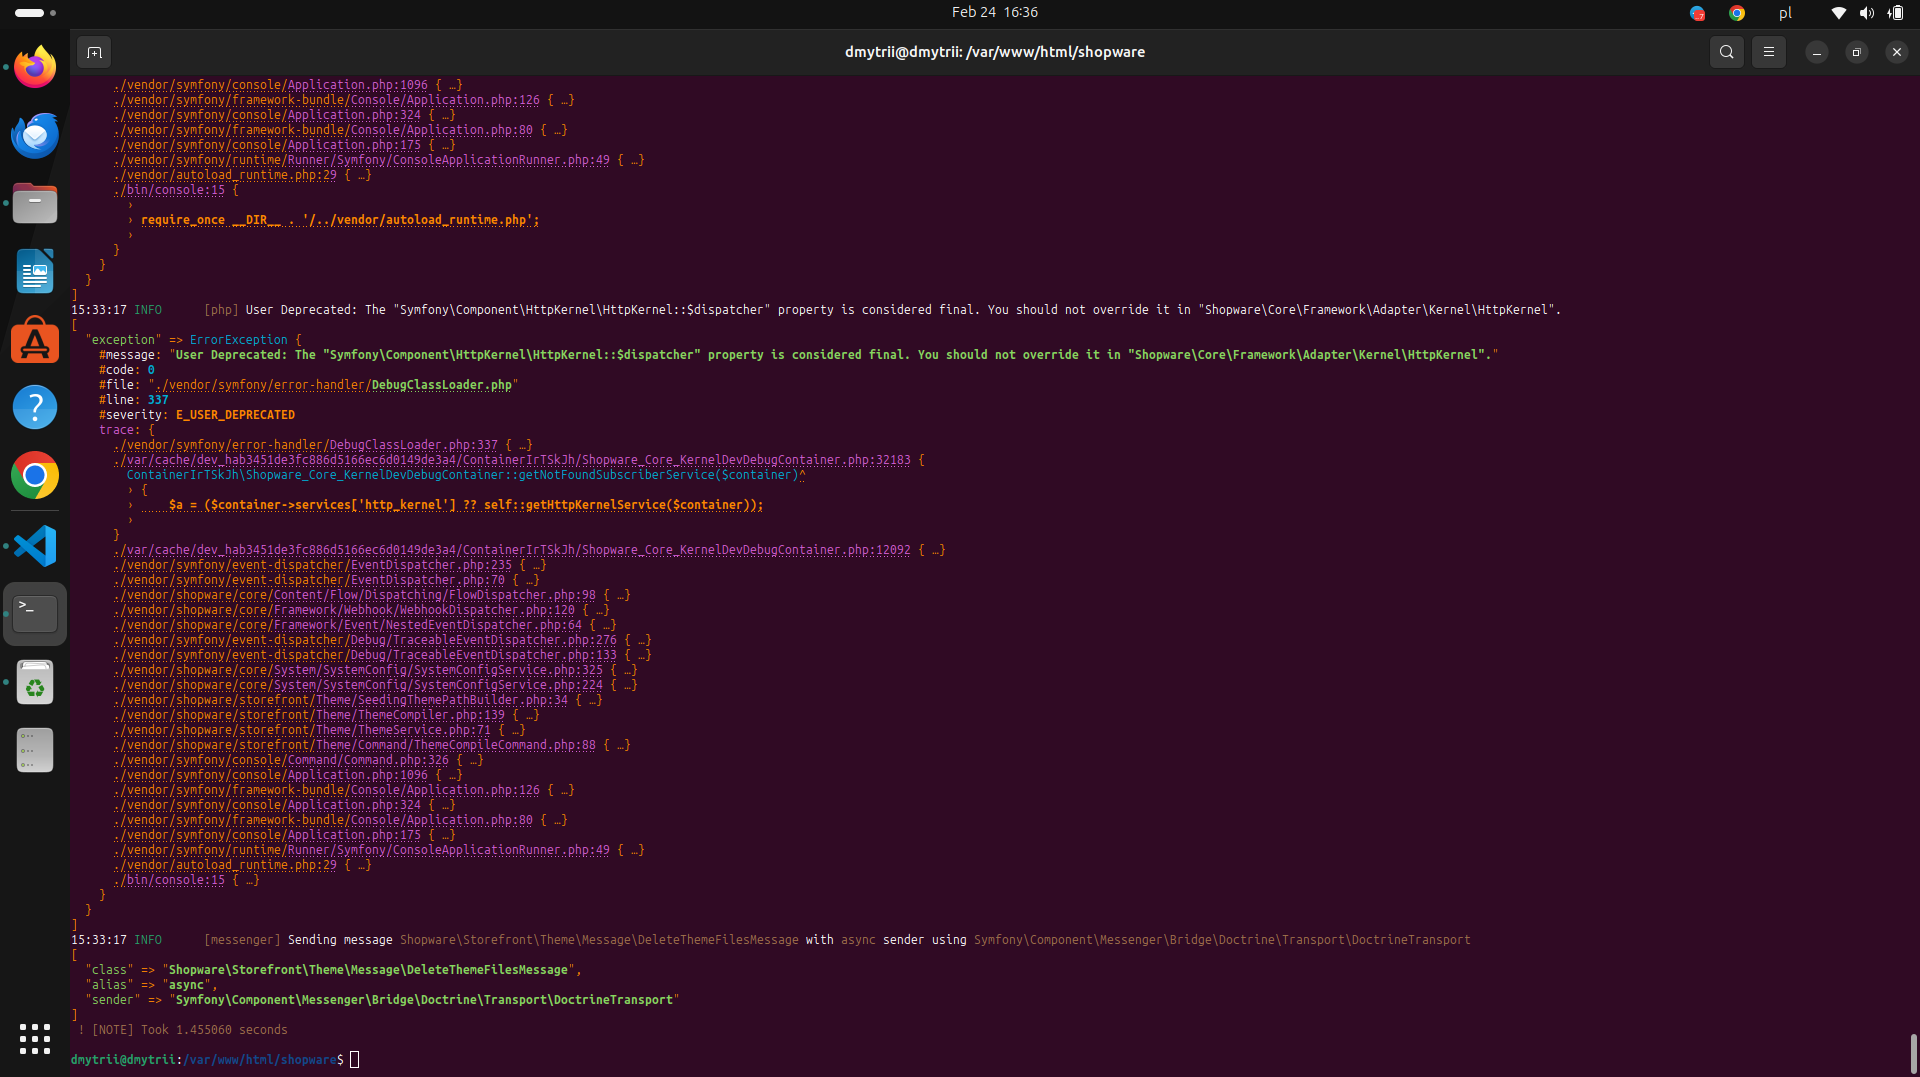 Feb 24  16:36
pl
dmytrii@dmytrii: /var/www/html/shopware
./vendor/symfony/console/Application.php:1096 { …}
./vendor/symfony/framework-bundle/Console/Application.php:126 { …}
./vendor/symfony/console/Application.php:324 { …}
./vendor/symfony/framework-bundle/Console/Application.php:80 { …}
./vendor/symfony/console/Application.php:175 { …}
./vendor/symfony/runtime/Runner/Symfony/ConsoleApplicationRunner.php:49 { …}
./vendor/autoload_runtime.php:29 { …}
./bin/console:15 {
›
› require_once __DIR__ . '/../vendor/autoload_runtime.php';
›
}
}
}
]
15:33:17 INFO      [php] User Deprecated: The "Symfony\Component\HttpKernel\HttpKernel::$dispatcher" property is considered final. You should not override it in "Shopware\Core\Framework\Adapter\Kernel\HttpKernel".
[
"exception" => ErrorException {
#message: "User Deprecated: The "Symfony\Component\HttpKernel\HttpKernel::$dispatcher" property is considered final. You should not override it in "Shopware\Core\Framework\Adapter\Kernel\HttpKernel"."
#code: 0
#file: "./vendor/symfony/error-handler/DebugClassLoader.php"
#line: 337
#severity: E_USER_DEPRECATED
trace: {
./vendor/symfony/error-handler/DebugClassLoader.php:337 { …}
./var/cache/dev_hab3451de3fc886d5166ec6d0149de3a4/ContainerIrTSkJh/Shopware_Core_KernelDevDebugContainer.php:32183 {
ContainerIrTSkJh\Shopware_Core_KernelDevDebugContainer::getNotFoundSubscriberService($container)^
› {
›     $a = ($container->services['http_kernel'] ?? self::getHttpKernelService($container));
›
}
./var/cache/dev_hab3451de3fc886d5166ec6d0149de3a4/ContainerIrTSkJh/Shopware_Core_KernelDevDebugContainer.php:12092 { …}
./vendor/symfony/event-dispatcher/EventDispatcher.php:235 { …}
./vendor/symfony/event-dispatcher/EventDispatcher.php:70 { …}
./vendor/shopware/core/Content/Flow/Dispatching/FlowDispatcher.php:98 { …}
./vendor/shopware/core/Framework/Webhook/WebhookDispatcher.php:120 { …}
./vendor/shopware/core/Framework/Event/NestedEventDispatcher.php:64 { …}
./vendor/symfony/event-dispatcher/Debug/TraceableEventDispatcher.php:276 { …}
./vendor/symfony/event-dispatcher/Debug/TraceableEventDispatcher.php:133 { …}
./vendor/shopware/core/System/SystemConfig/SystemConfigService.php:325 { …}
./vendor/shopware/core/System/SystemConfig/SystemConfigService.php:224 { …}
./vendor/shopware/storefront/Theme/SeedingThemePathBuilder.php:34 { …}
./vendor/shopware/storefront/Theme/ThemeCompiler.php:139 { …}
./vendor/shopware/storefront/Theme/ThemeService.php:71 { …}
./vendor/shopware/storefront/Theme/Command/ThemeCompileCommand.php:88 { …}
./vendor/symfony/console/Command/Command.php:326 { …}
./vendor/symfony/console/Application.php:1096 { …}
./vendor/symfony/framework-bundle/Console/Application.php:126 { …}
./vendor/symfony/console/Application.php:324 { …}
./vendor/symfony/framework-bundle/Console/Application.php:80 { …}
./vendor/symfony/console/Application.php:175 { …}
./vendor/symfony/runtime/Runner/Symfony/ConsoleApplicationRunner.php:49 { …}
./vendor/autoload_runtime.php:29 { …}
./bin/console:15 { …}
}
}
]
15:33:17 INFO      [messenger] Sending message Shopware\Storefront\Theme\Message\DeleteThemeFilesMessage with async sender using Symfony\Component\Messenger\Bridge\Doctrine\Transport\DoctrineTransport
[
"class" => "Shopware\Storefront\Theme\Message\DeleteThemeFilesMessage",
"alias" => "async",
"sender" => "Symfony\Component\Messenger\Bridge\Doctrine\Transport\DoctrineTransport"
]
! [NOTE] Took 1.455060 seconds
dmytrii@dmytrii:/var/www/html/shopware$